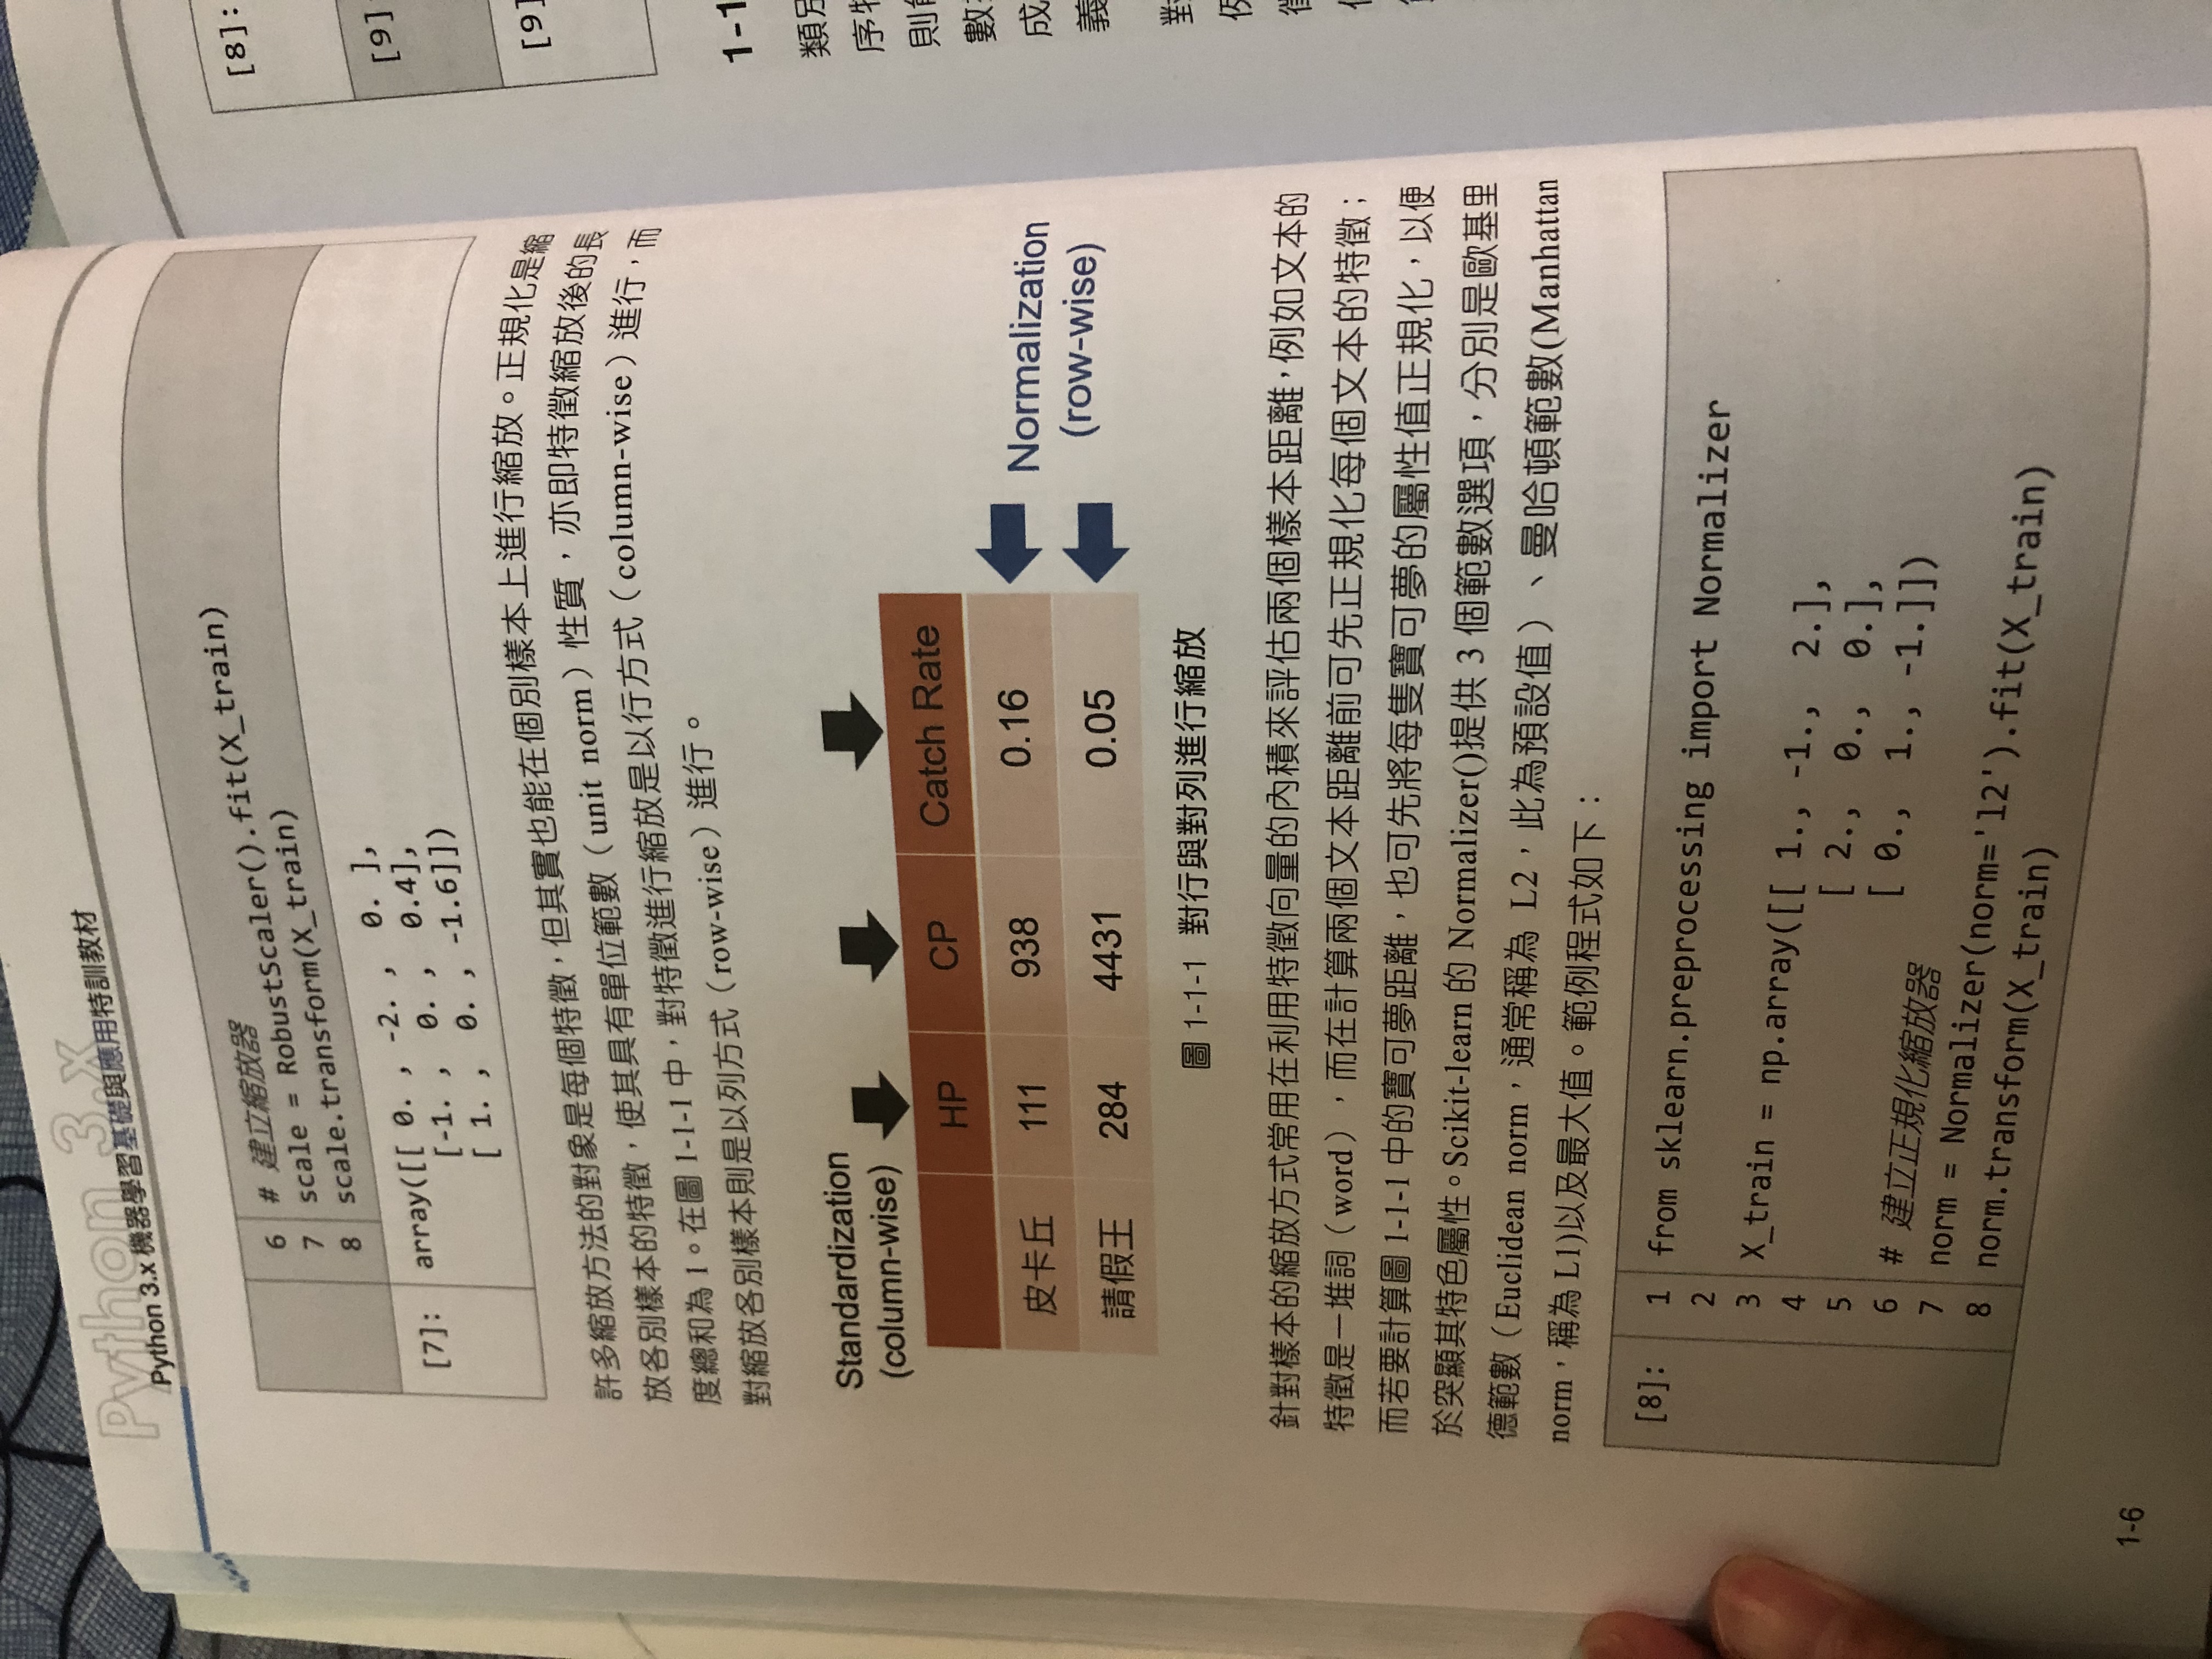 Python 3.x
Python 3.x 機器學習基礎與應用特訓教材
6 # 建立縮放器
7 scale = RobustScaler().fit(X_train)
8 scale.transform(X_train)
[7]: array([[ 0. , -2. , 0. ],
[-1. , 0. , 0.4],
[ 1. , 0. , -1.6]])
許多縮放方法的對象是每個特徵，但其實也能在個別樣本上進行縮放。正規化是縮
放各別樣本的特徵，使其具有單位範數（unit norm）性質，亦即特徵縮放後的長
度總和為 1。在圖 1-1-1 中，對特徵進行縮放是以行方式（column-wise）進行，而
對縮放各別樣本則是以列方式（row-wise）進行。
Standardization
(column-wise)
HP CP Catch Rate
皮卡丘 111 938 0.16
請假王 284 4431 0.05
Normalization
(row-wise)
圖 1-1-1 對行與對列進行縮放
針對樣本的縮放方式常用在利用特徵向量的內積來評估兩個樣本距離，例如文本的
特徵是一堆詞（word），而在計算兩個文本距離前可先正規化每個文本的特徵；
而若要計算圖 1-1-1 中的寶可夢距離，也可先將每隻寶可夢的屬性值正規化，以便
於突顯其特色屬性。Scikit-learn 的 Normalizer()提供 3 個範數選項，分別是歐基里
德範數（Euclidean norm，通常稱為 L2，此為預設值）、曼哈頓範數(Manhattan
norm，稱為 L1)以及最大值。範例程式如下：
[8]: 1 from sklearn.preprocessing import Normalizer
2
3 X_train = np.array([[ 1., -1., 2.],
4 [ 2., 0., 0.],
5 [ 0., 1., -1.]])
6 # 建立正規化縮放器
7 norm = Normalizer(norm='l2').fit(X_train)
8 norm.transform(X_train)
1-6
[8]:
[9]
[9]
1-1
類
序
則
數
成
義
對